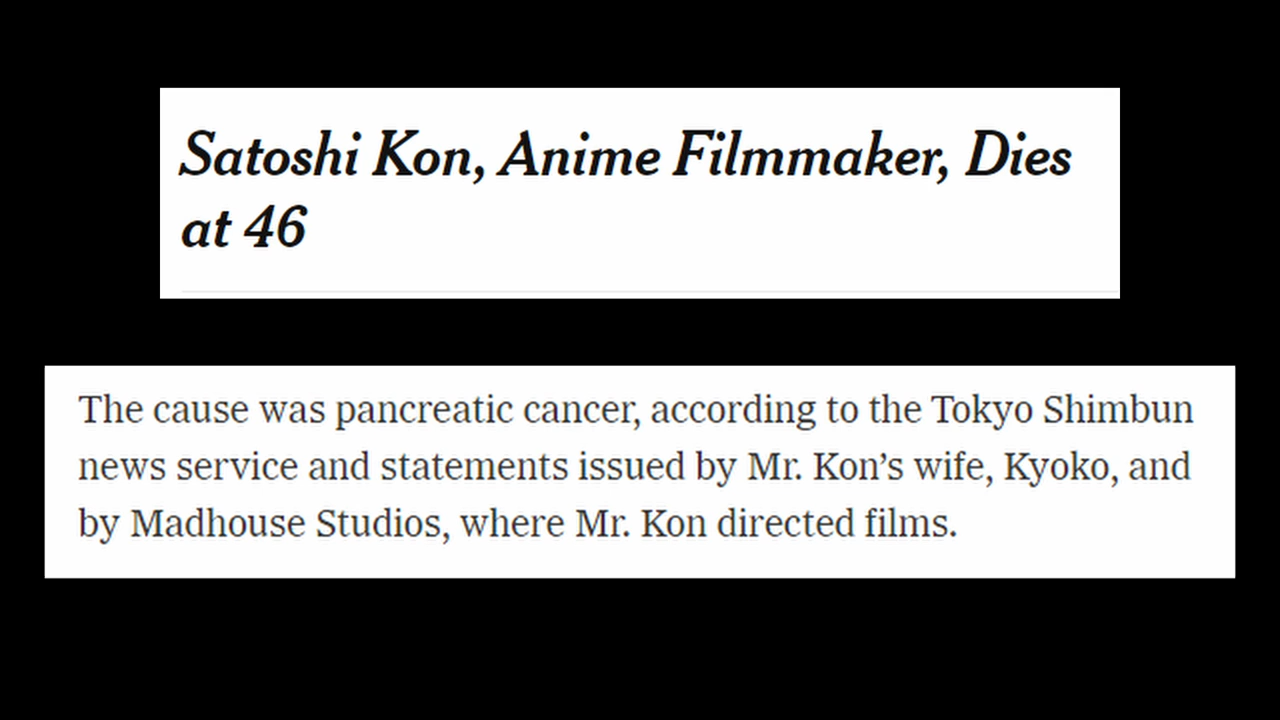 Satoshi Kon, Anime Filmmaker, Dies
at 46
The cause was pancreatic cancer, according to the Tokyo Shimbun
news service and statements issued by Mr. Kon’s wife, Kyoko, and
by Madhouse Studios, where Mr. Kon directed films.